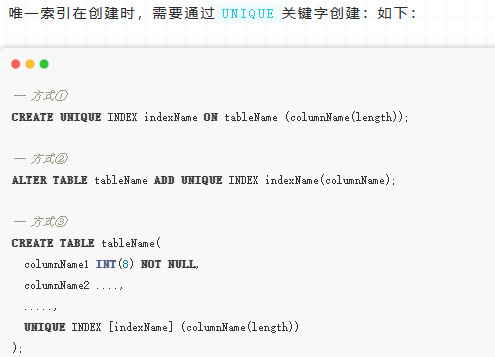 唯一索引在创建时，需要通过 UNIQUE 关键字创建：如下：
— 方式①
CREATE UNIQUE INDEX indexName ON tableName (columnName(length));
— 方式②
ALTER TABLE tableName ADD UNIQUE INDEX indexName(columnName);
— 方式③
CREATE TABLE tableName(
columnName1 INT(8) NOT NULL,
columnName2 ....,
.....,
UNIQUE INDEX [indexName] (columnName(length))
);